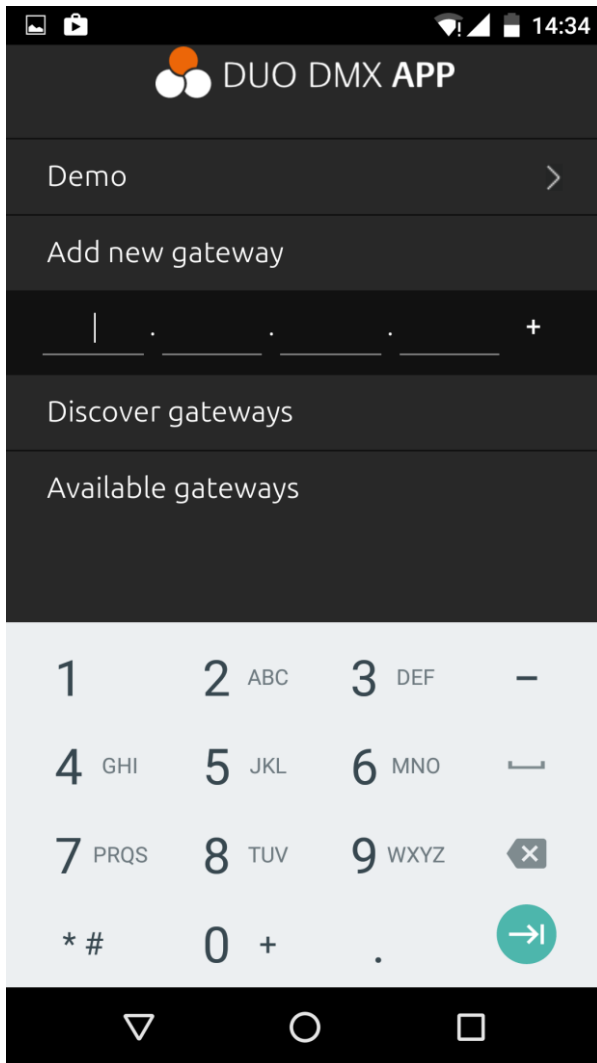 14:34
DUO DMX APP
Demo
Add new gateway
. . . +
Discover gateways
Available gateways
1 2 ABC 3 DEF -
4 GHI 5 JKL 6 MNO
7 PRQS 8 TUV 9 WXYZ
* # 0 + .